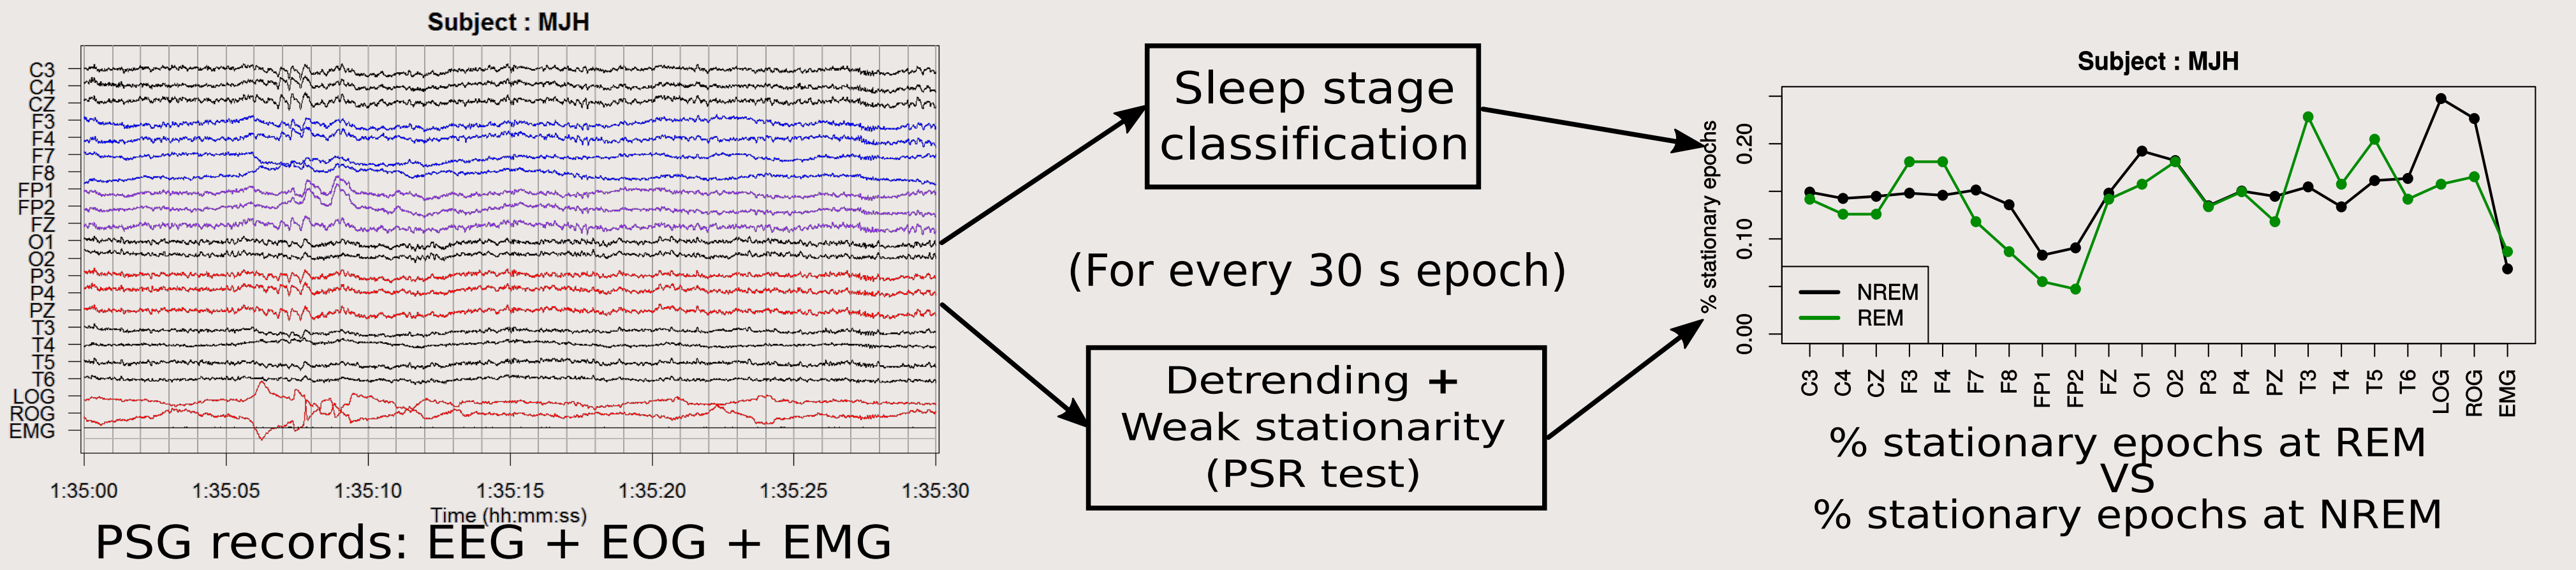 Subject : MJH
C3
C4
CZ
F3
F4
F7
F8
FP1
FP2
FZ
O1
O2
P3
P4
PZ
T3
T4
T5
T6
LOG
ROG
EMG
1:35:00 1:35:05 1:35:10 1:35:15 1:35:20 1:35:25 1:35:30
Time (hh:mm:ss)
PSG records: EEG + EOG + EMG
Sleep stage
classification
(For every 30 s epoch)
Detrending +
Weak stationarity
(PSR test)
Subject : MJH
% stationary epochs
0.20
0.10
0.00
NREM
REM
C3 C4 CZ F3 F4 F7 F8 FP1 FP2 FZ O1 O2 P3 P4 PZ T3 T4 T5 T6 LOG ROG EMG
% stationary epochs at REM
VS
% stationary epochs at NREM